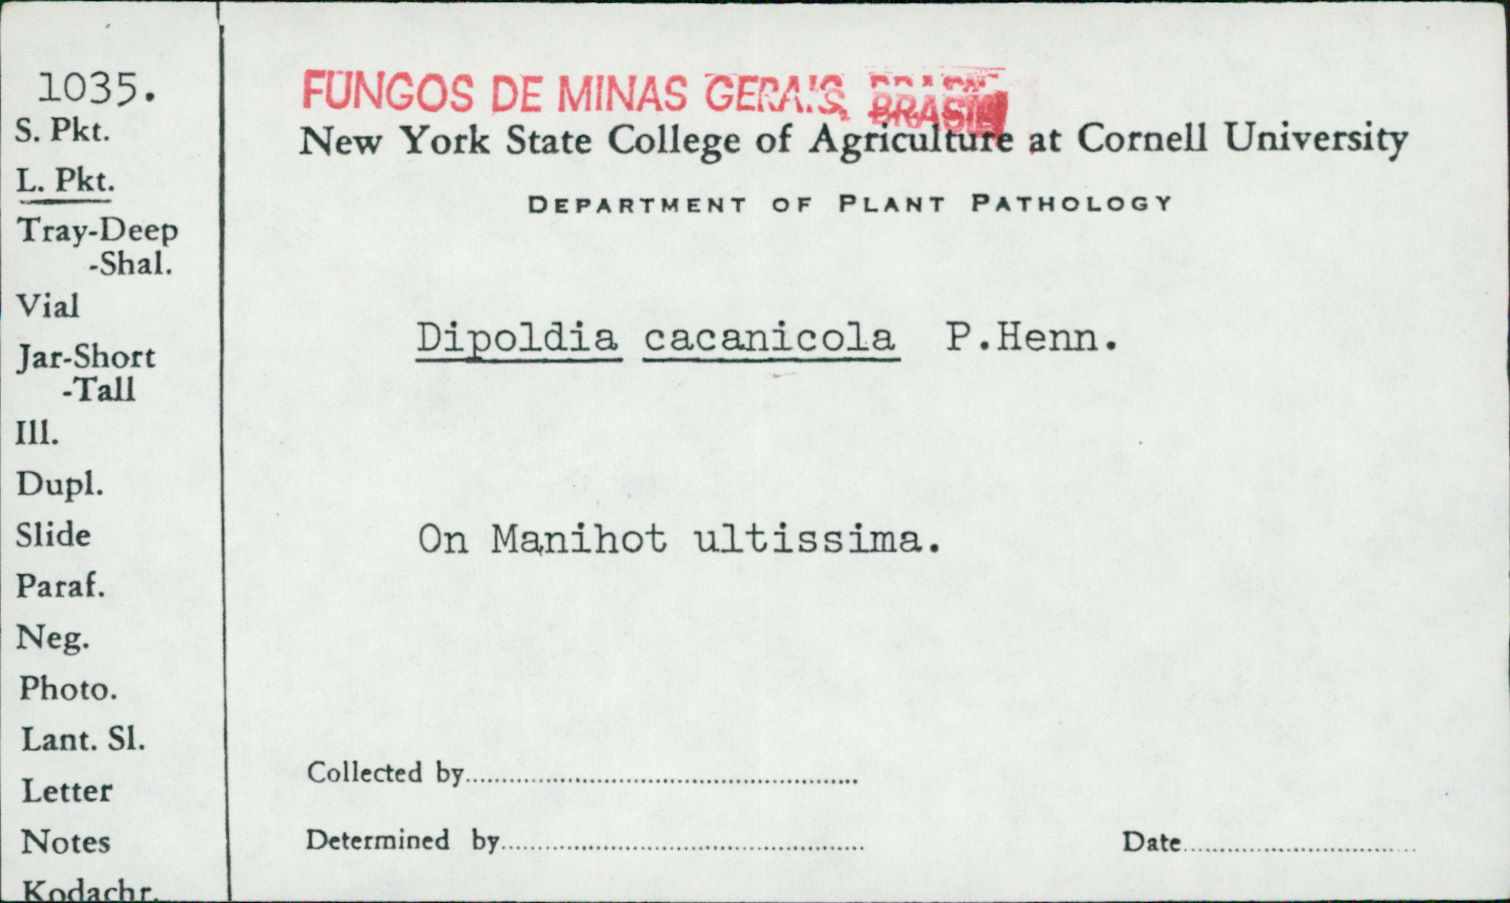 1035.
S. Pkt.
L. Pkt.
Tray-Deep
-Shal.
Vial
Jar-Short
-Tall
Ill.
Dupl.
Slide
Paraf.
Neg.
Photo.
Lant. Sl.
Letter
Notes
Kodachr.
FUNGOS DE MINAS GERAIS, BRASIL
New York State College of Agriculture at Cornell University
DEPARTMENT OF PLANT PATHOLOGY
Dipoldia cacanicola P.Henn.
On Manihot ultissima.
Collected by
Determined by
Date